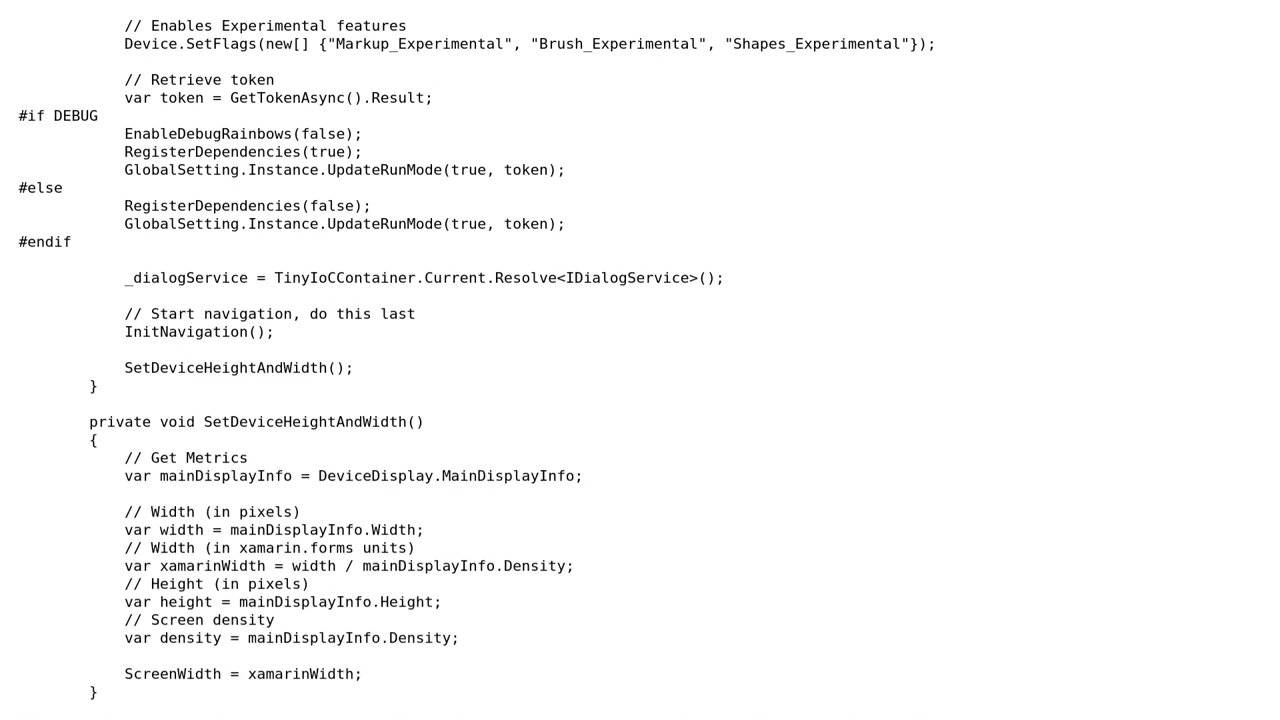 // Enables Experimental features
Device.SetFlags(new[] {"Markup_Experimental", "Brush_Experimental", "Shapes_Experimental"});
// Retrieve token
var token = GetTokenAsync().Result;
#if DEBUG
EnableDebugRainbows(false);
RegisterDependencies(true);
GlobalSetting.Instance.UpdateRunMode(true, token);
#else
RegisterDependencies(false);
GlobalSetting.Instance.UpdateRunMode(true, token);
#endif
_dialogService = TinyIoCContainer.Current.Resolve<IDialogService>();
// Start navigation, do this last
InitNavigation();
SetDeviceHeightAndWidth();
}
private void SetDeviceHeightAndWidth()
{
// Get Metrics
var mainDisplayInfo = DeviceDisplay.MainDisplayInfo;
// Width (in pixels)
var width = mainDisplayInfo.Width;
// Width (in xamarin.forms units)
var xamarinWidth = width / mainDisplayInfo.Density;
// Height (in pixels)
var height = mainDisplayInfo.Height;
// Screen density
var density = mainDisplayInfo.Density;
ScreenWidth = xamarinWidth;
}